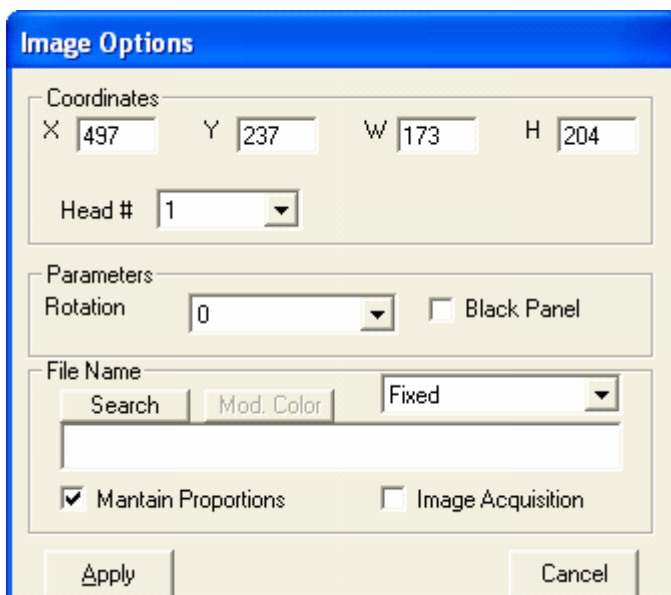 Image Options
Coordinates
X 497 Y 237 W 173 H 204
Head # 1
Parameters
Rotation 0 Black Panel
File Name
Search Mod. Color Fixed
Mantain Proportions Image Acquisition
Apply Cancel